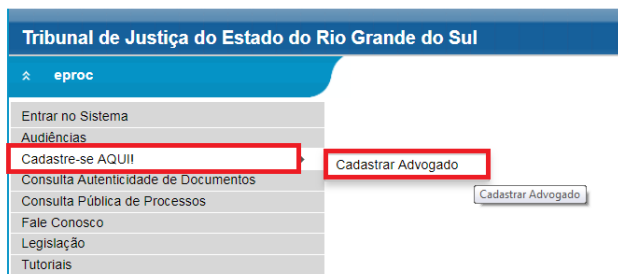 Tribunal de Justiça do Estado do Rio Grande do Sul
eproc
Entrar no Sistema
Audiências
Cadastre-se AQUI!
Cadastrar Advogado
Cadastrar Advogado
Consulta Autenticidade de Documentos
Consulta Pública de Processos
Fale Conosco
Legislação
Tutoriais